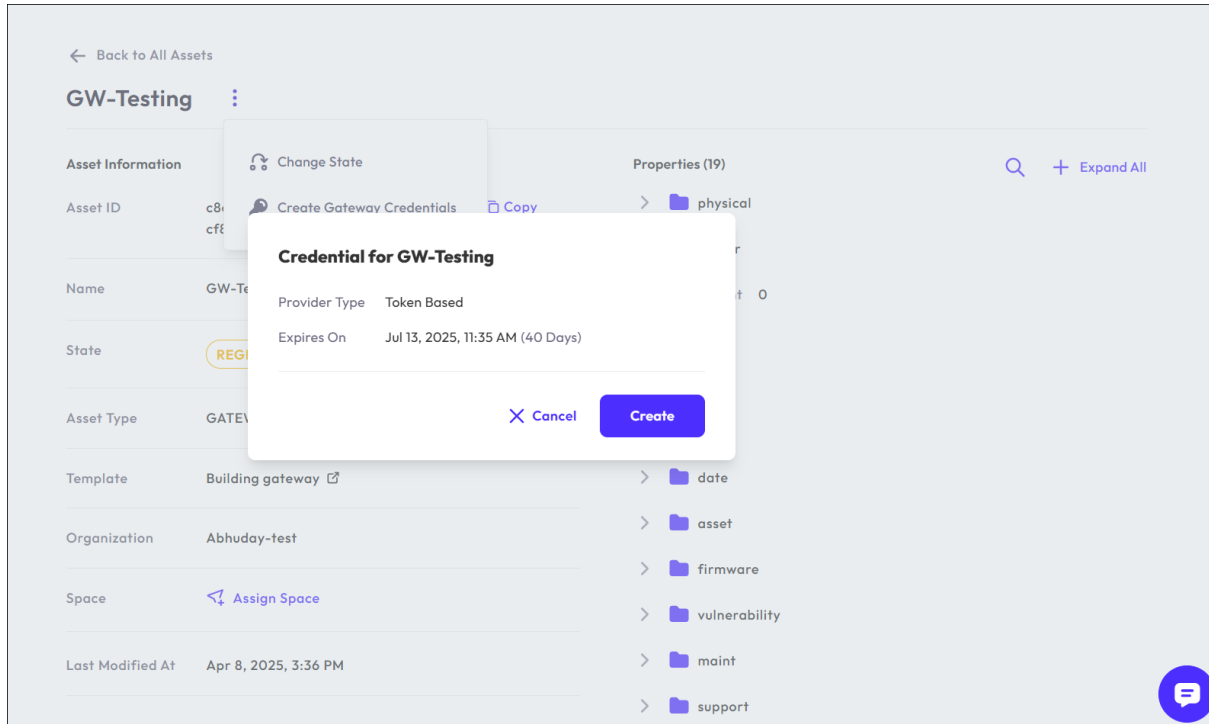 Back to All Assets
GW-Testing
Asset Information
Change State
Create Gateway Credentials
Asset ID
Copy
Name
State
Asset Type
Template
Building gateway
Organization
Abhuday-test
Space
Assign Space
Last Modified At
Apr 8, 2025, 3:36 PM
Credential for GW-Testing
Provider Type Token Based
Expires On Jul 13, 2025, 11:35 AM (40 Days)
Cancel
Create
Properties (19)
Expand All
physical
0
date
asset
firmware
vulnerability
maint
support